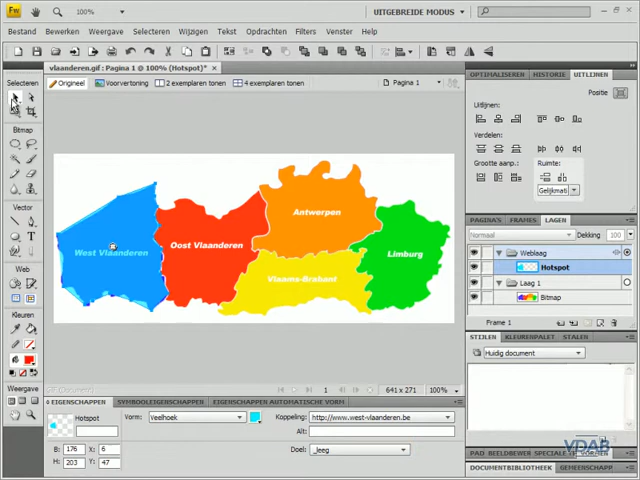 Fw
100%
UITGEBREIDE MODUS
Bestand
Bewerken
Weergave
Selecteren
Wijzigen
Tekst
Opdrachten
Filters
Venster
Help
vlaanderen.gif : Pagina 1 @ 100% (Hotspot)*
Selecteren
Origineel
Voorvertoning
2 exemplaren tonen
4 exemplaren tonen
Pagina 1
OPTIMALISEREN
HISTORIE
UITLIJNEN
Uitlijnen:
Positie
Verdelen:
Grootte aanp.:
Ruimte:
Gelijkmati
Bitmap
Vector
Web
Kleuren
Weergave
West Vlaanderen
Oost Vlaanderen
Antwerpen
Vlaams-Brabant
Limburg
PAGINA'S
FRAMES
LAGEN
Normaal
Dekking
100
Weblaag
Hotspot
Laag 1
Bitmap
Frame 1
STIJLEN
KLEURENPALET
STALEN
Huidig document
GIF (Document)
1
641 x 271
100%
EIGENSCHAPPEN
SYMBOOLEIGENSCHAPPEN
EIGENSCHAPPEN AUTOMATISCHE VORM
Hotspot
Vorm:
Veelhoek
Koppeling:
http://www.west-vlaanderen.be
Alt:
Doel:
_leeg
B: 176
X: 6
H: 203
Y: 47
VDAB
DOCUMENTBIBLIOTHEEK